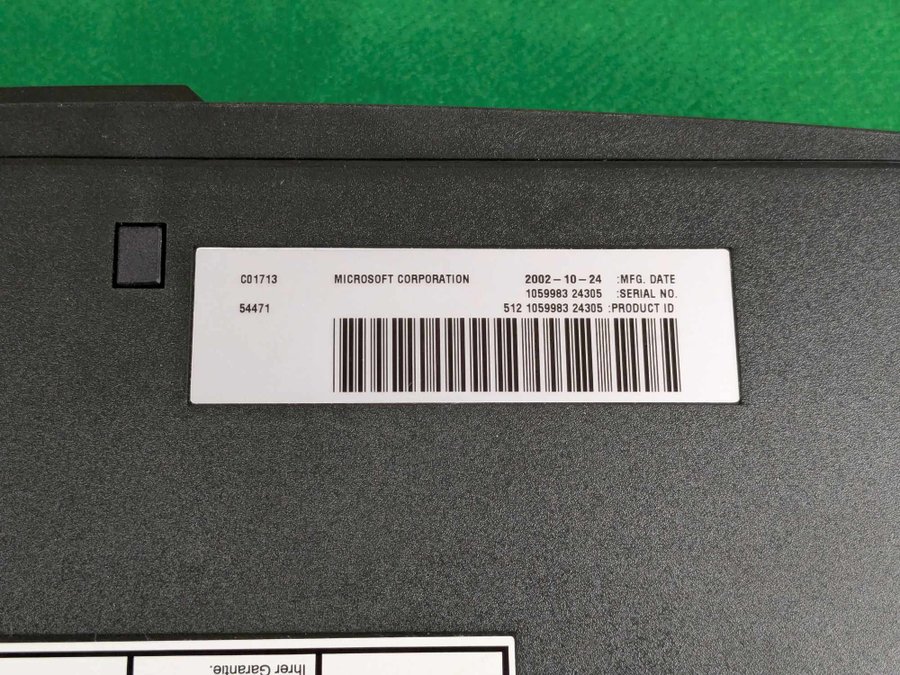 C01713 MICROSOFT CORPORATION 2002-10-24 :MFG. DATE
1059983 24305 :SERIAL NO.
54471 512 1059983 24305 :PRODUCT ID
Ihrer Garantie.